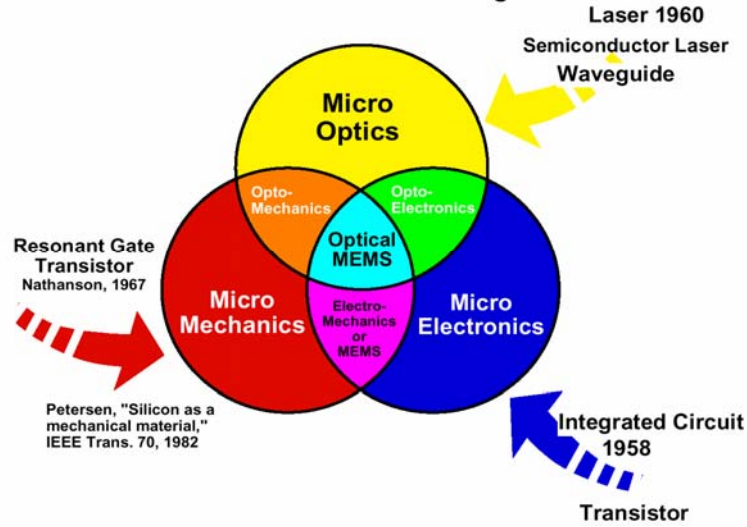 Laser 1960
Semiconductor Laser
Waveguide
Micro
Optics
Opto-
Mechanics
Opto-
Electronics
Optical
MEMS
Resonant Gate
Transistor
Nathanson, 1967
Micro
Mechanics
Electro-
Mechanics
or
MEMS
Micro
Electronics
Petersen, "Silicon as a
mechanical material,"
IEEE Trans. 70, 1982
Integrated Circuit
1958
Transistor